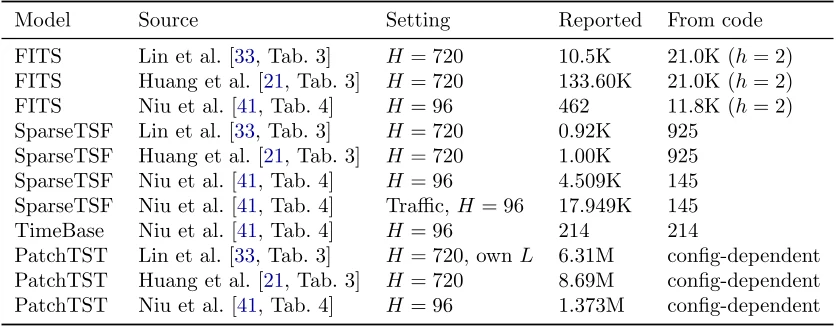 Model Source Setting Reported From code
FITS Lin et al. [33, Tab. 3] H = 720 10.5K 21.0K (h = 2)
FITS Huang et al. [21, Tab. 3] H = 720 133.60K 21.0K (h = 2)
FITS Niu et al. [41, Tab. 4] H = 96 462 11.8K (h = 2)
SparseTSF Lin et al. [33, Tab. 3] H = 720 0.92K 925
SparseTSF Huang et al. [21, Tab. 3] H = 720 1.00K 925
SparseTSF Niu et al. [41, Tab. 4] H = 96 4.509K 145
SparseTSF Niu et al. [41, Tab. 4] Traffic, H = 96 17.949K 145
TimeBase Niu et al. [41, Tab. 4] H = 96 214 214
PatchTST Lin et al. [33, Tab. 3] H = 720, own L 6.31M config-dependent
PatchTST Huang et al. [21, Tab. 3] H = 720 8.69M config-dependent
PatchTST Niu et al. [41, Tab. 4] H = 96 1.373M config-dependent